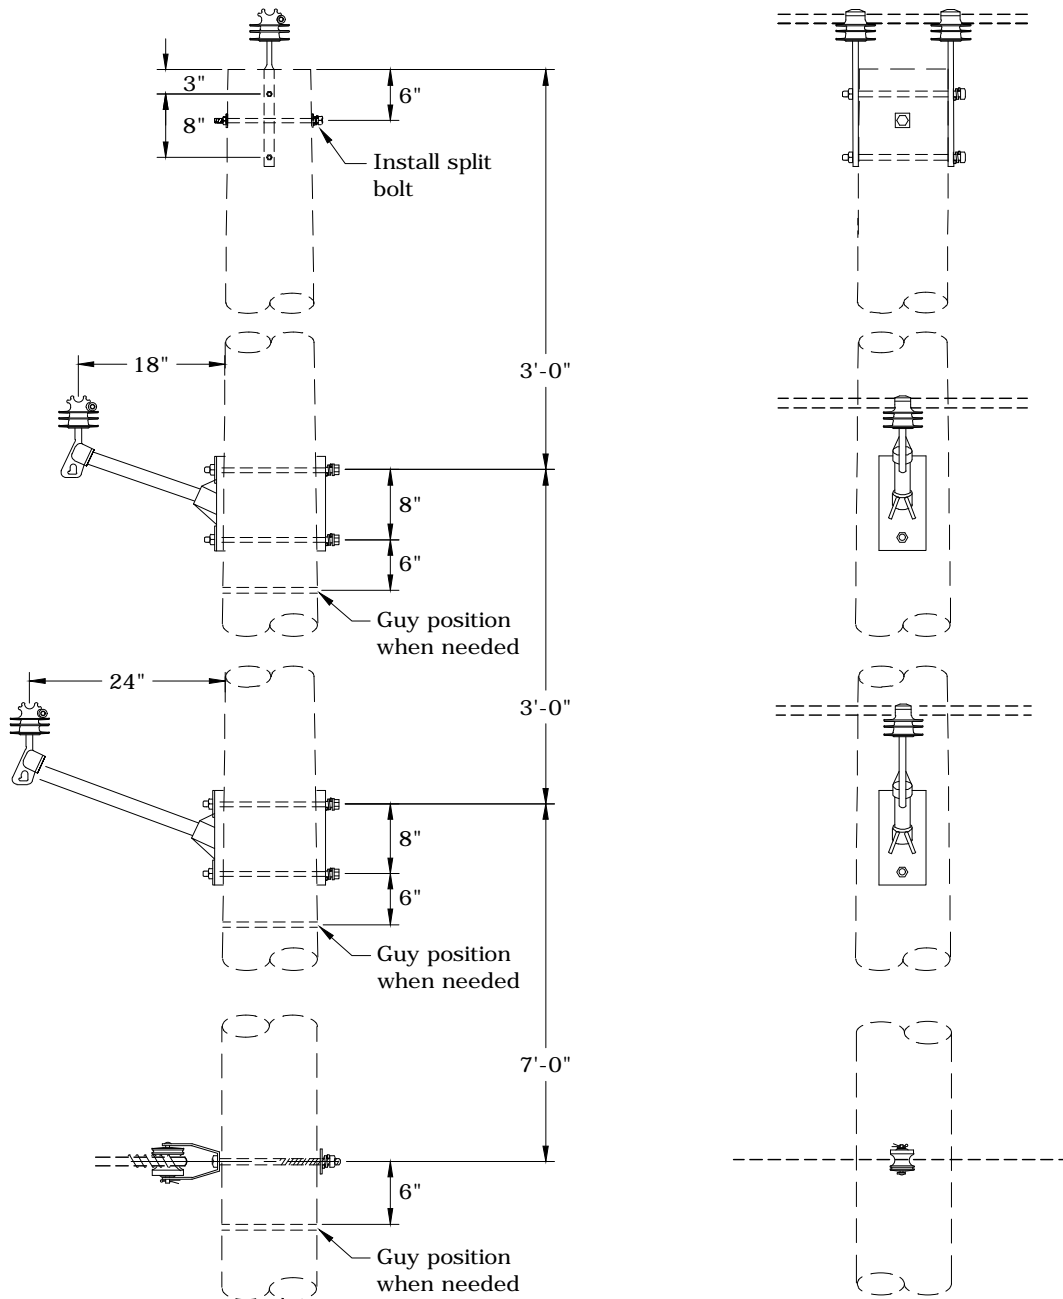 3"
6"
8"
Install split
bolt
18"
3'-0"
8"
6"
Guy position
when needed
24"
3'-0"
8"
6"
Guy position
when needed
7'-0"
6"
Guy position
when needed